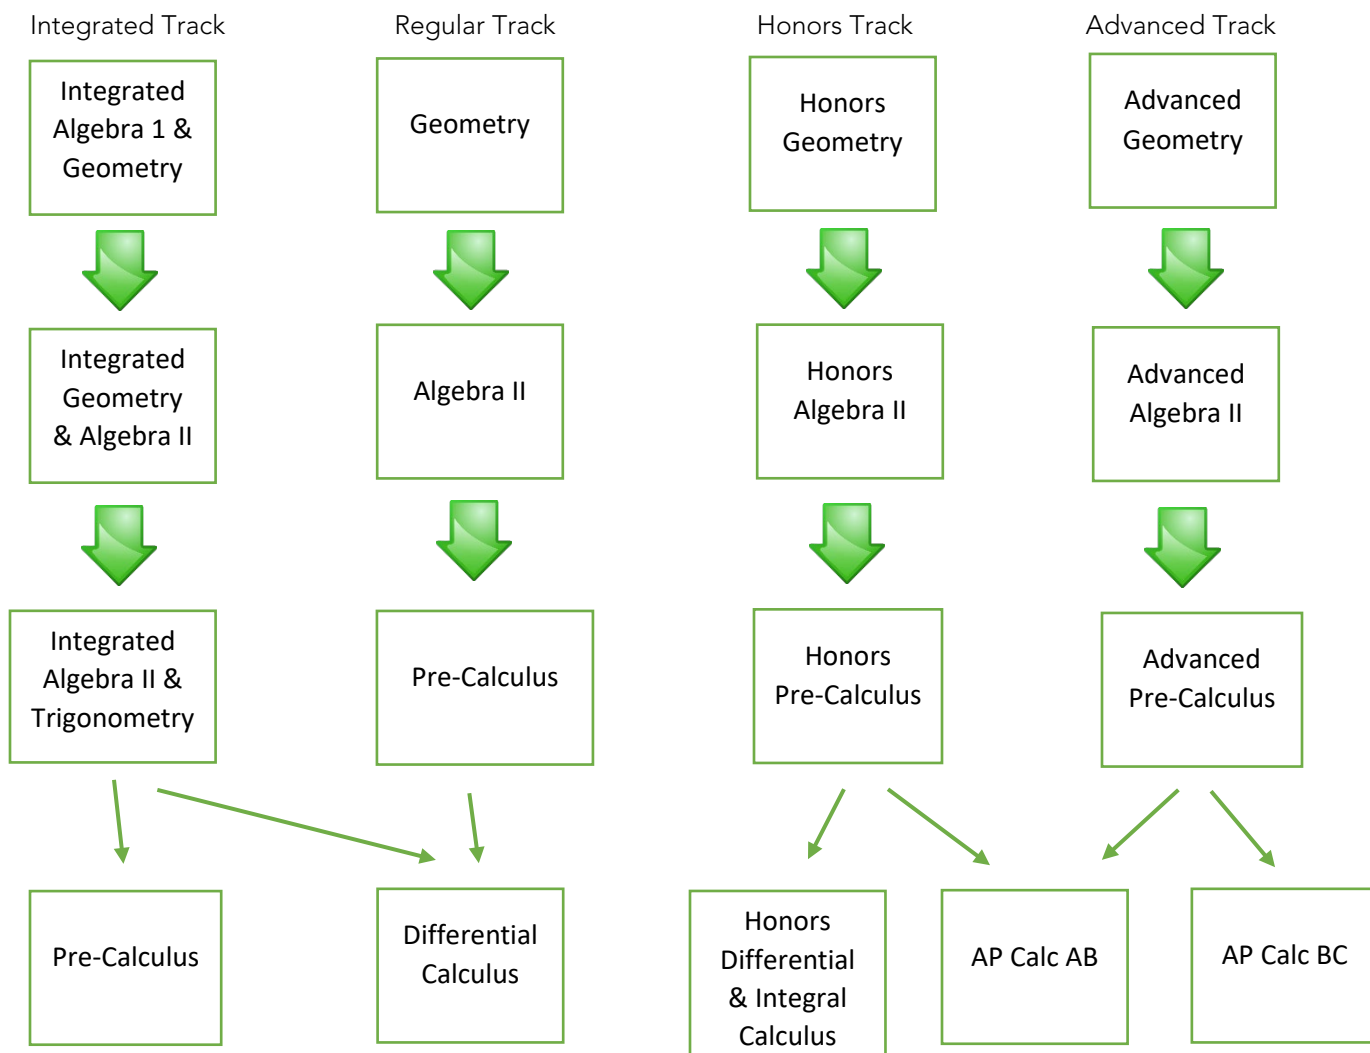 Integrated Track
Regular Track
Honors Track
Advanced Track
Integrated
Algebra 1 &
Geometry
Geometry
Honors
Geometry
Advanced
Geometry
Integrated
Geometry
& Algebra II
Algebra II
Honors
Algebra II
Advanced
Algebra II
Integrated
Algebra II &
Trigonometry
Pre-Calculus
Honors
Pre-Calculus
Advanced
Pre-Calculus
Pre-Calculus
Differential
Calculus
Honors
Differential
& Integral
Calculus
AP Calc AB
AP Calc BC